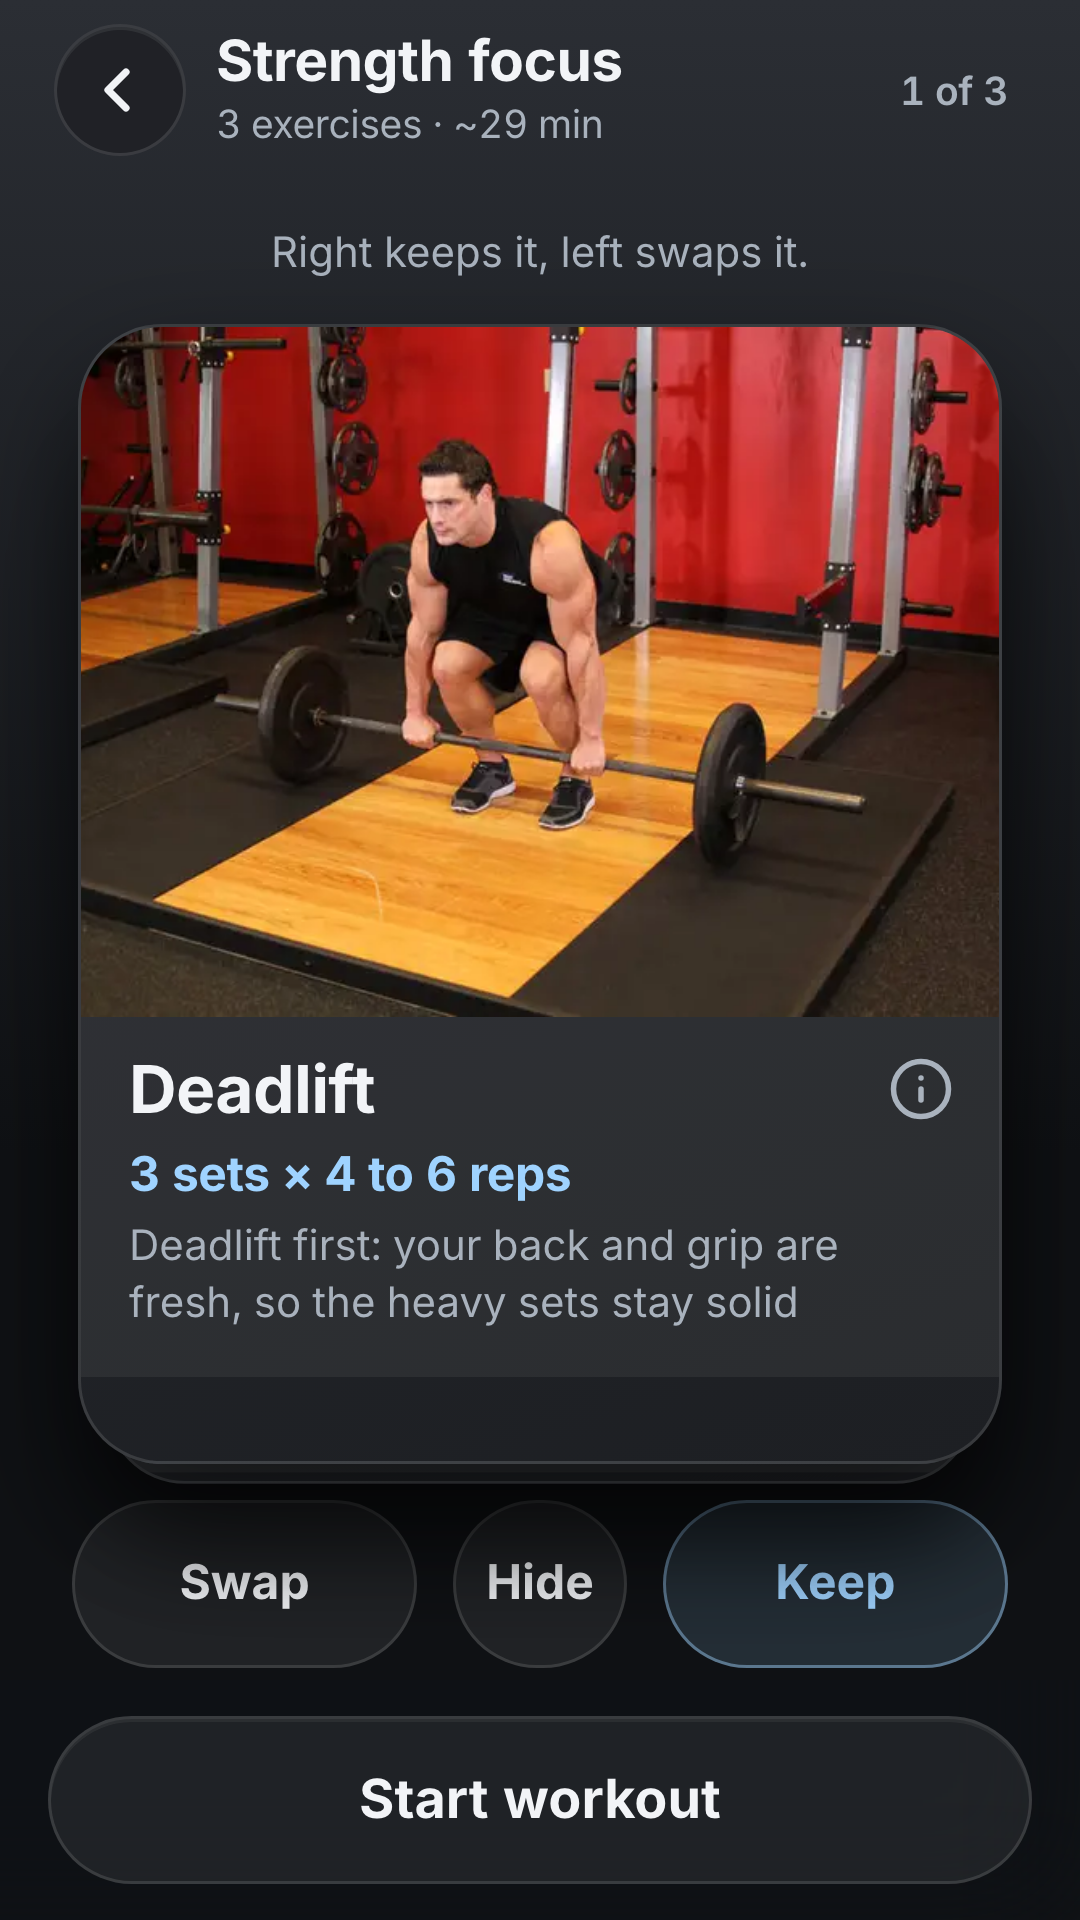 Strength focus
3 exercises · ~29 min
1 of 3
Right keeps it, left swaps it.
Deadlift
3 sets × 4 to 6 reps
Deadlift first: your back and grip are
fresh, so the heavy sets stay solid
Swap
Hide
Keep
Start workout